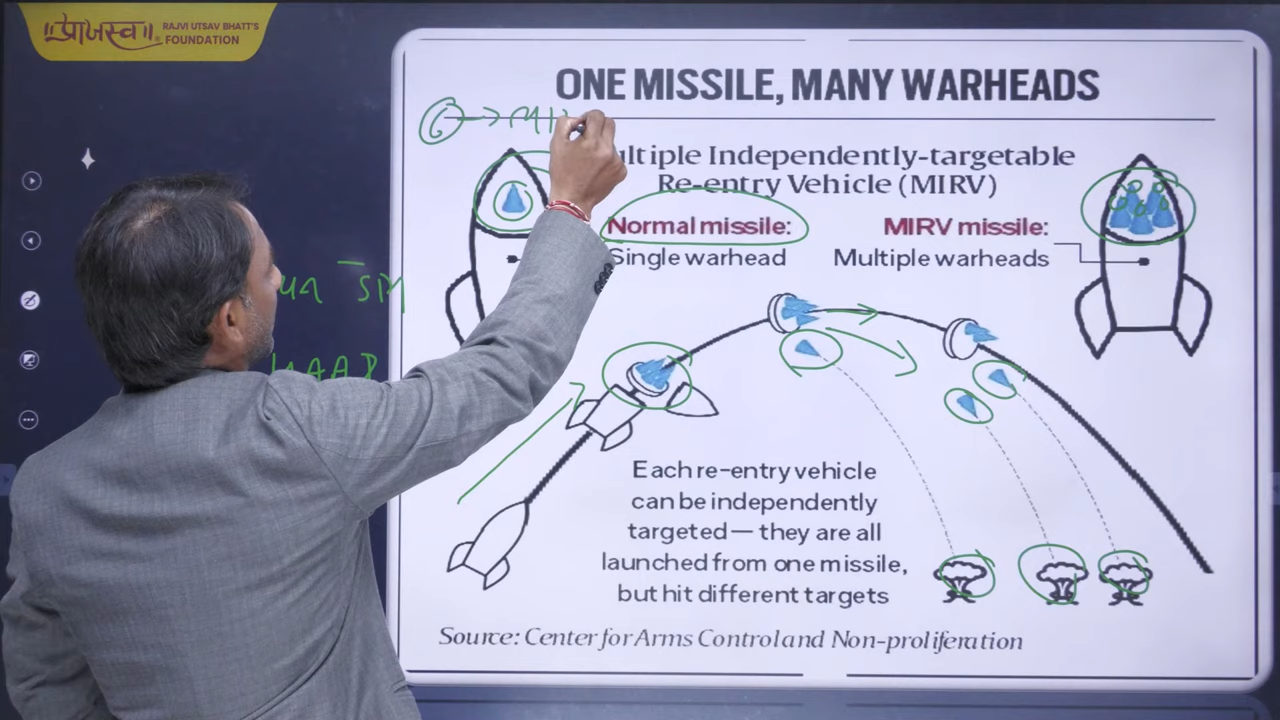 ॥ प्राजस्व ॥
RAJVI UTSAV BHATT'S
FOUNDATION
ONE MISSILE, MANY WARHEADS
6
Multiple Independently-targetable
Re-entry Vehicle (MIRV)
Normal missile:
Single warhead
MIRV missile:
Multiple warheads
Each re-entry vehicle
can be independently
targeted— they are all
launched from one missile,
but hit different targets
Source: Center for Arms Control and Non-proliferation